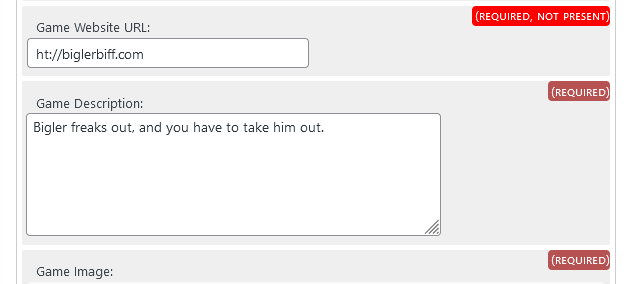 (REQUIRED, NOT PRESENT)
Game Website URL:
ht://biglerbiff.com
(REQUIRED)
Game Description:
Bigler freaks out, and you have to take him out.
(REQUIRED)
Game Image: